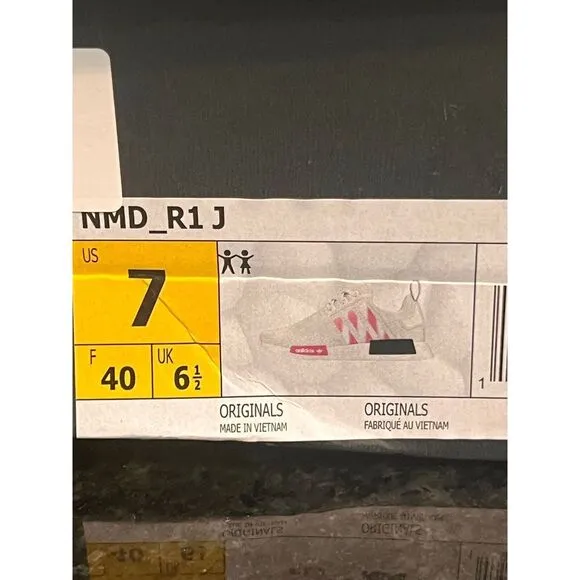 NMD_R1 J
US
7
F
40
UK
6½
adidas
ORIGINALS
MADE IN VIETNAM
ORIGINALS
FABRIQUÉ AU VIETNAM
1